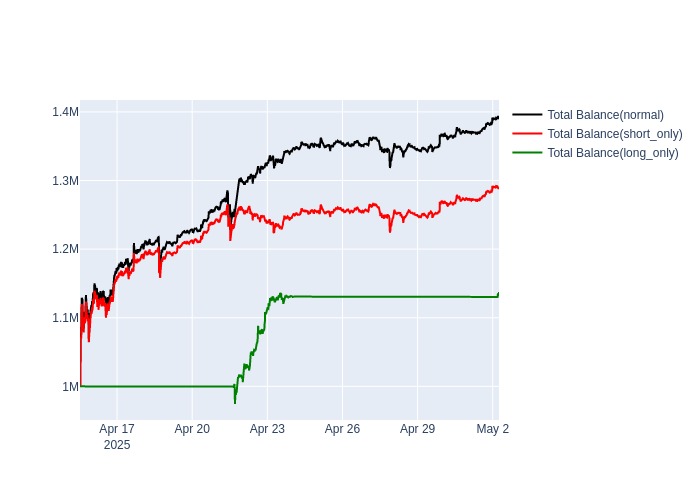 1.4M
1.3M
1.2M
1.1M
1M
Apr 17
2025
Apr 20
Apr 23
Apr 26
Apr 29
May 2
Total Balance(normal)
Total Balance(short_only)
Total Balance(long_only)